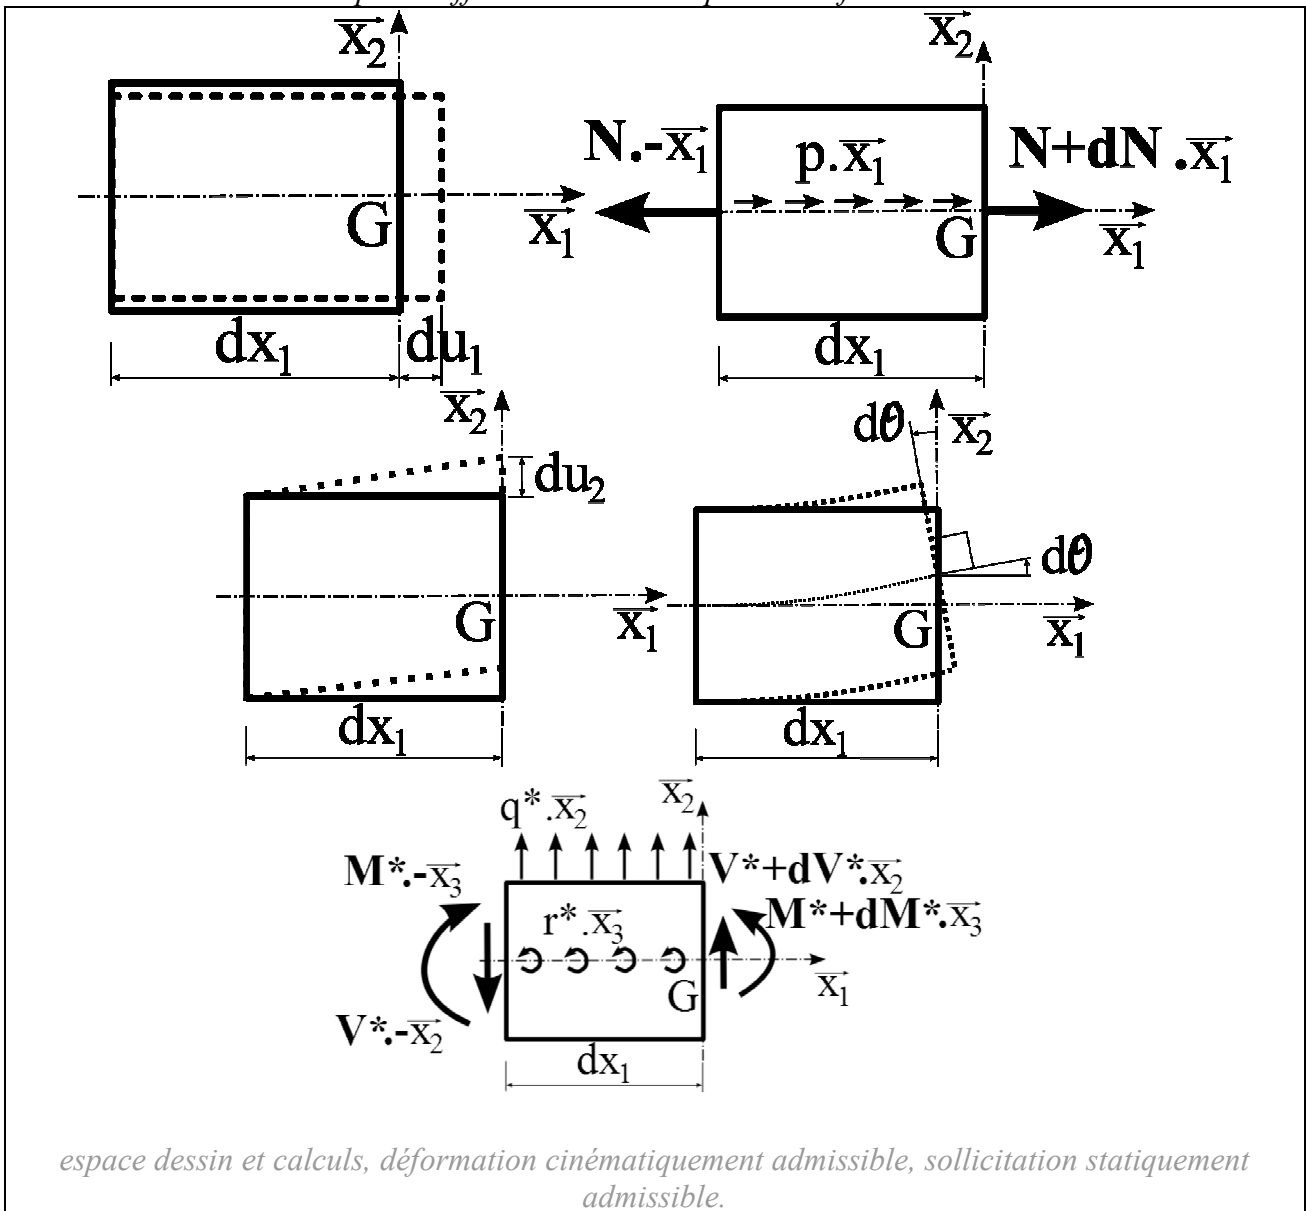 x₂
x₂
N.-x₁
p.x₁
N+dN .x₁
G
x₁
G
x₁
dx₁
du₁
dx₁
x₂
du₂
dθ
x₂
dθ
G
x₁
G
x₁
dx₁
dx₁
q*.x₂
x₂
M*.-x₃
V*+dV*.x₂
r*.x₃
M*+dM*.x₃
G
x₁
V*.-x₂
dx₁
espace dessin et calculs, déformation cinématiquement admissible, sollicitation statiquement
admissible.